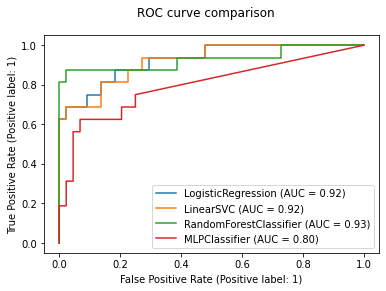 ROC curve comparison
True Positive Rate (Positive label: 1)
1.0
0.8
0.6
0.4
0.2
0.0
LogisticRegression (AUC = 0.92)
LinearSVC (AUC = 0.92)
RandomForestClassifier (AUC = 0.93)
MLPClassifier (AUC = 0.80)
0.0 0.2 0.4 0.6 0.8 1.0
False Positive Rate (Positive label: 1)